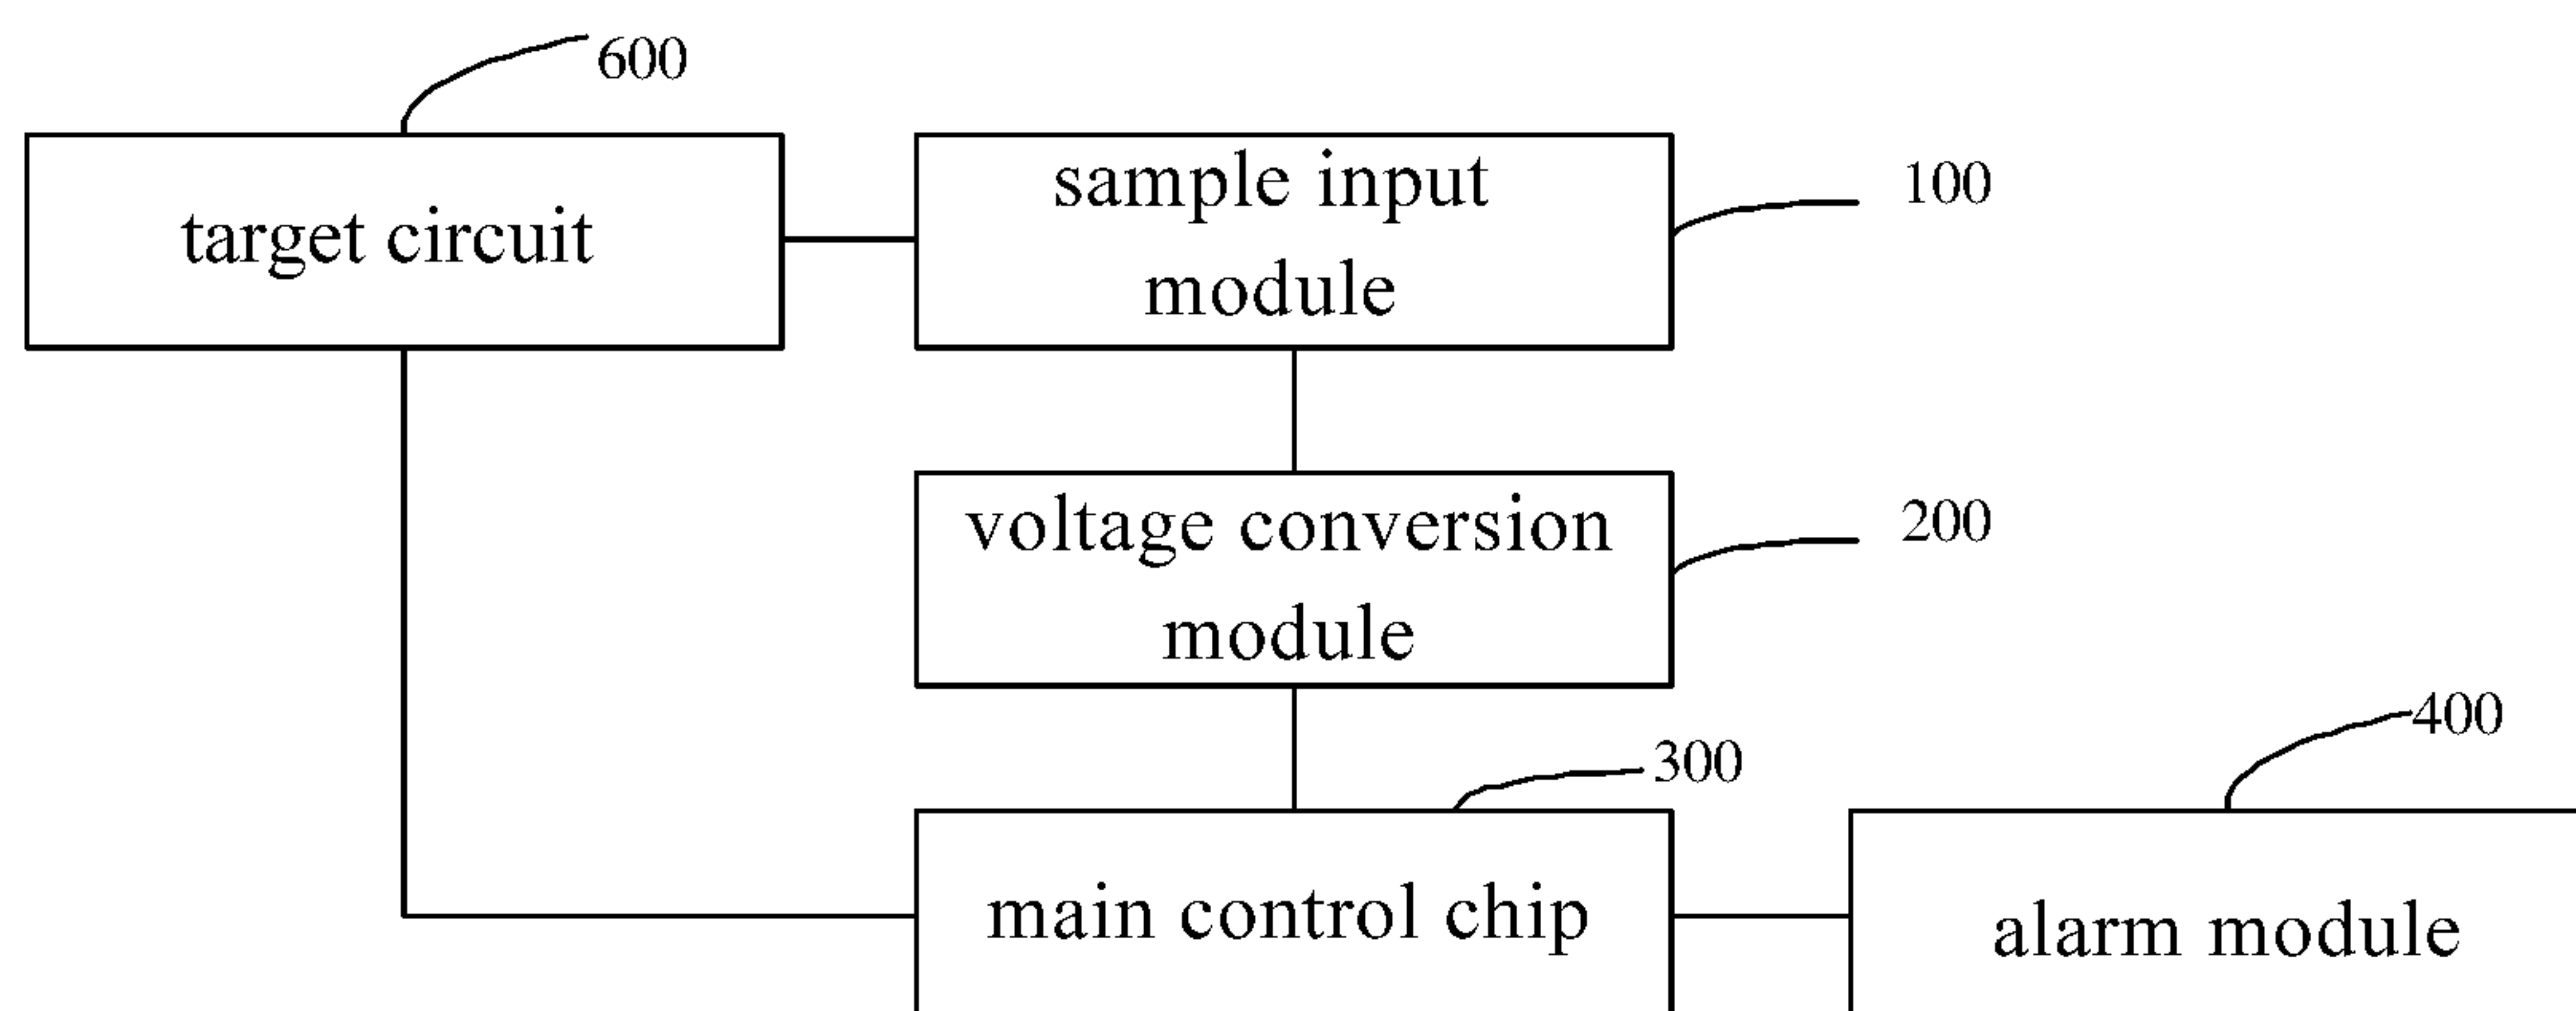 600
target circuit
sample input
module
100
voltage conversion
module
200
300
400
main control chip
alarm module